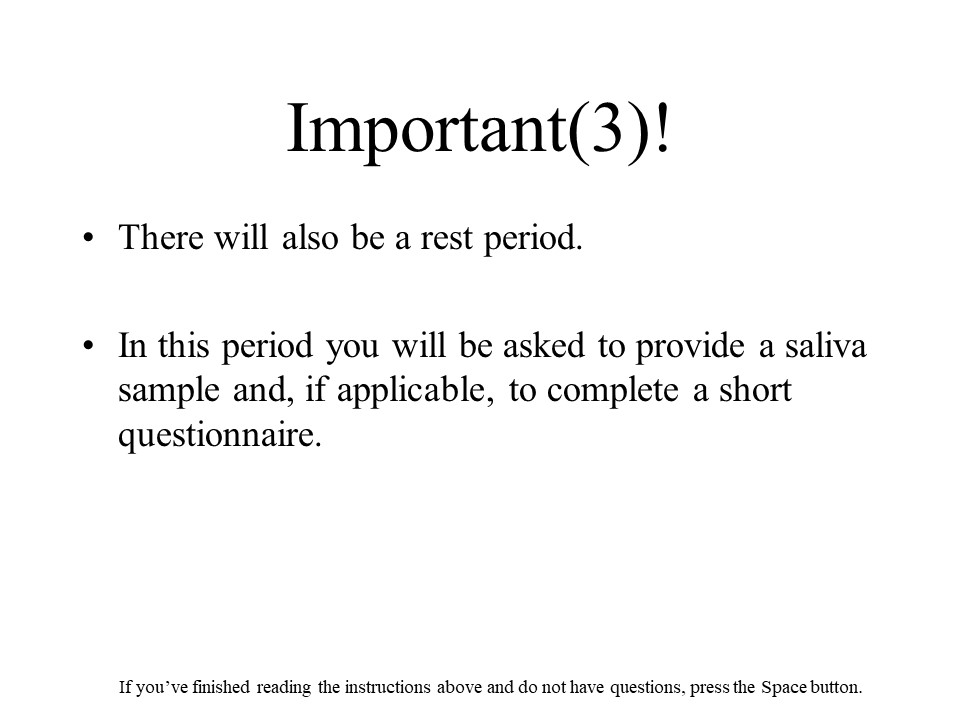 Important(3)!
• There will also be a rest period.
• In this period you will be asked to provide a saliva
sample and, if applicable, to complete a short
questionnaire.
If you’ve finished reading the instructions above and do not have questions, press the Space button.